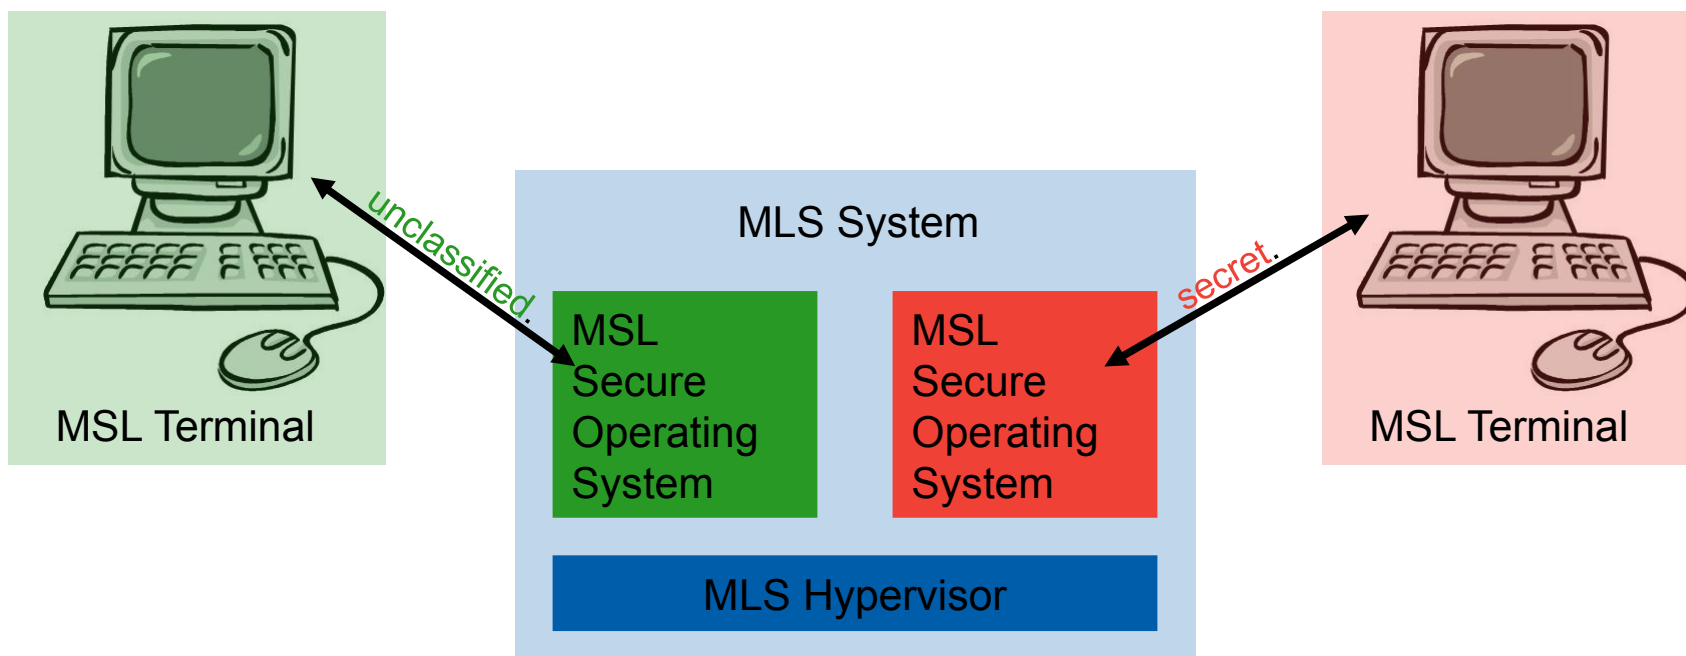 MLS System
unclassified.
secret.
MSL
Secure
Operating
System
MSL
Secure
Operating
System
MSL Terminal
MSL Terminal
MLS Hypervisor